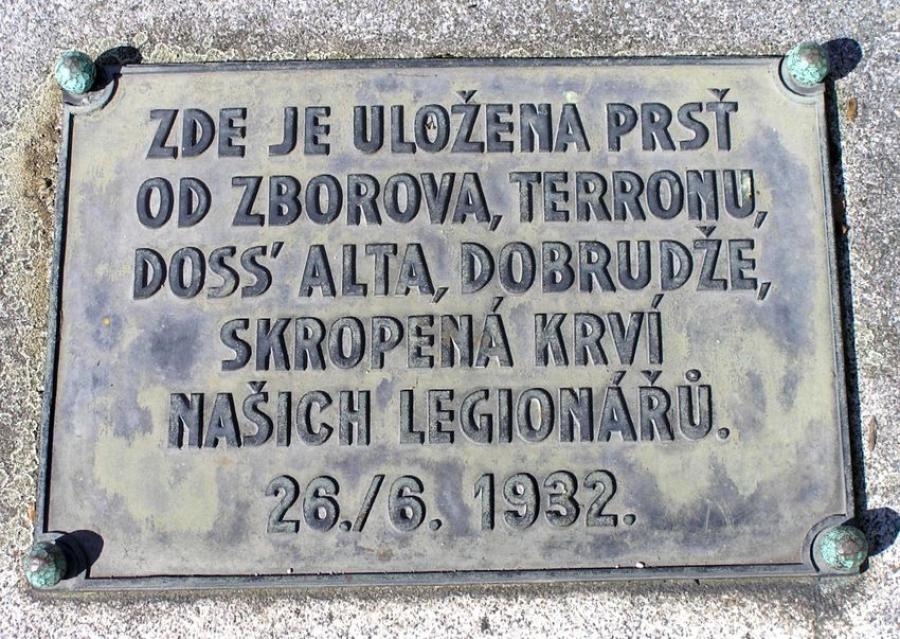 ZDE JE ULOŽENA PRSŤ
OD ZBOROVA, TERRONU,
DOSS' ALTA, DOBRUDŽE,
SKROPENÁ KRVÍ
NAŠICH LEGIONÁŘŮ.
26./6. 1932.